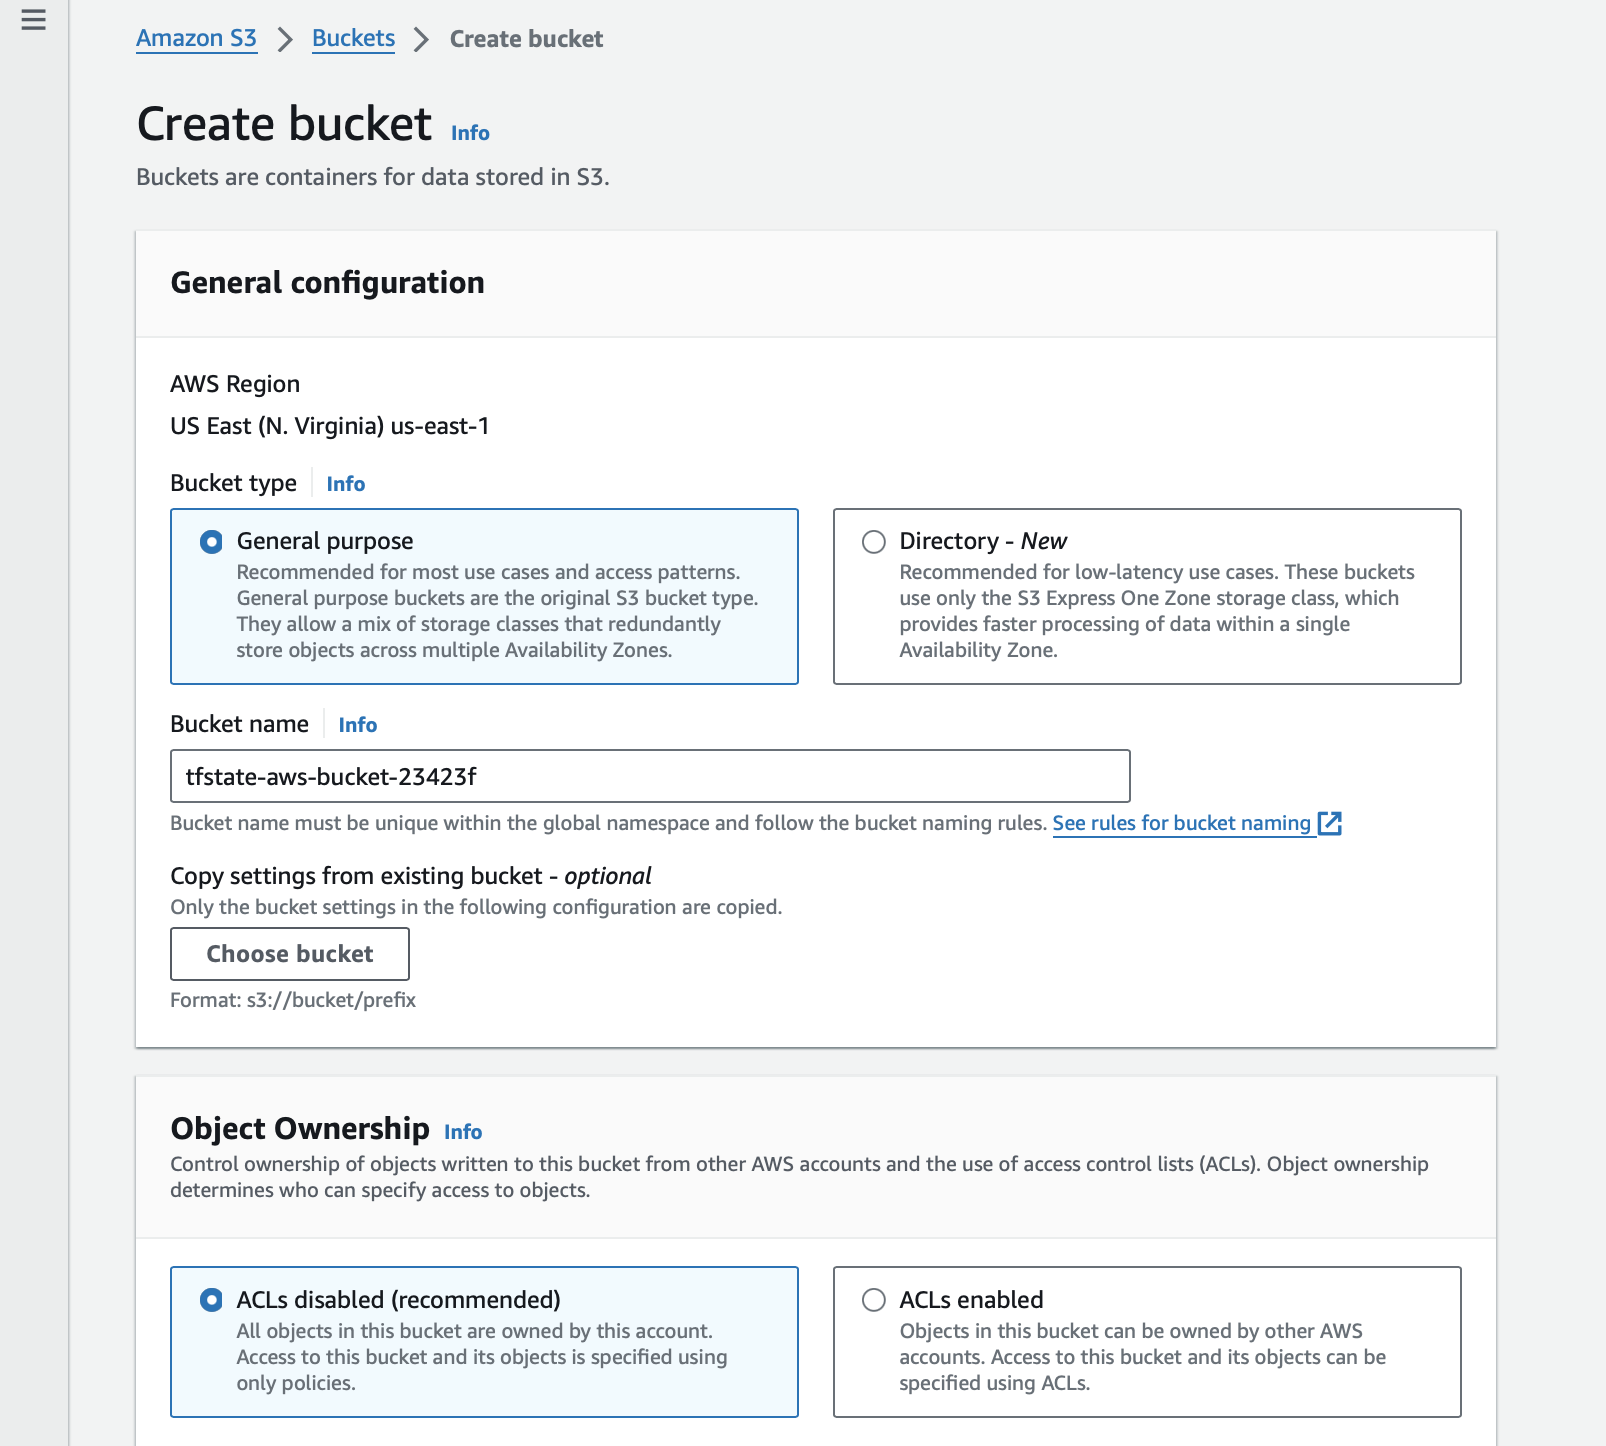 Amazon S3 > Buckets > Create bucket
Create bucket Info
Buckets are containers for data stored in S3.
General configuration
AWS Region
US East (N. Virginia) us-east-1
Bucket type Info
General purpose
Recommended for most use cases and access patterns.
General purpose buckets are the original S3 bucket type.
They allow a mix of storage classes that redundantly
store objects across multiple Availability Zones.
Directory - New
Recommended for low-latency use cases. These buckets
use only the S3 Express One Zone storage class, which
provides faster processing of data within a single
Availability Zone.
Bucket name Info
tfstate-aws-bucket-23423f
Bucket name must be unique within the global namespace and follow the bucket naming rules. See rules for bucket naming
Copy settings from existing bucket - optional
Only the bucket settings in the following configuration are copied.
Choose bucket
Format: s3://bucket/prefix
Object Ownership Info
Control ownership of objects written to this bucket from other AWS accounts and the use of access control lists (ACLs). Object ownership
determines who can specify access to objects.
ACLs disabled (recommended)
All objects in this bucket are owned by this account.
Access to this bucket and its objects is specified using
only policies.
ACLs enabled
Objects in this bucket can be owned by other AWS
accounts. Access to this bucket and its objects can be
specified using ACLs.